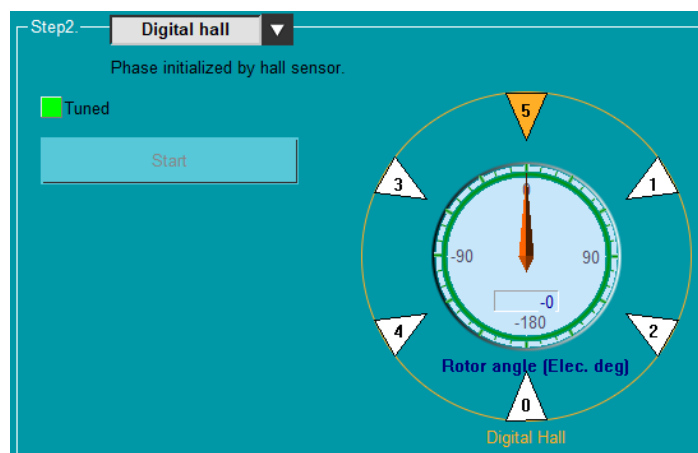 Step2.
Digital hall
Phase initialized by hall sensor.
Tuned
Start
5
3
1
0
-90
90
-0
-180
4
2
Rotor angle (Elec. deg)
0
Digital Hall